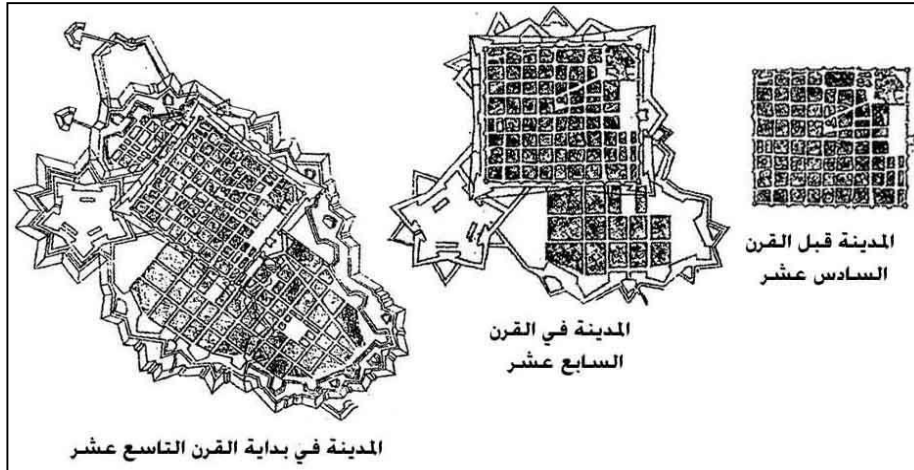 المدينة قبل القرن
السادس عشر
المدينة في القرن
السابع عشر
المدينة في بداية القرن التاسع عشر